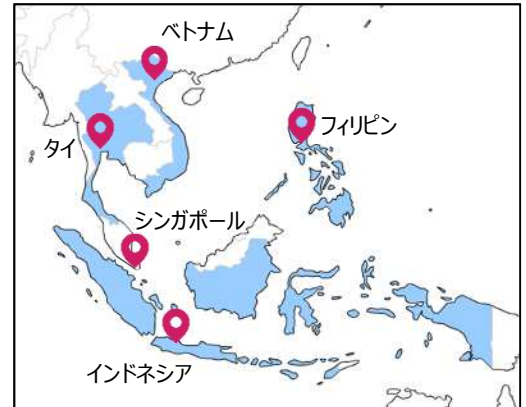 ベトナム
タイ
フィリピン
シンガポール
インドネシア